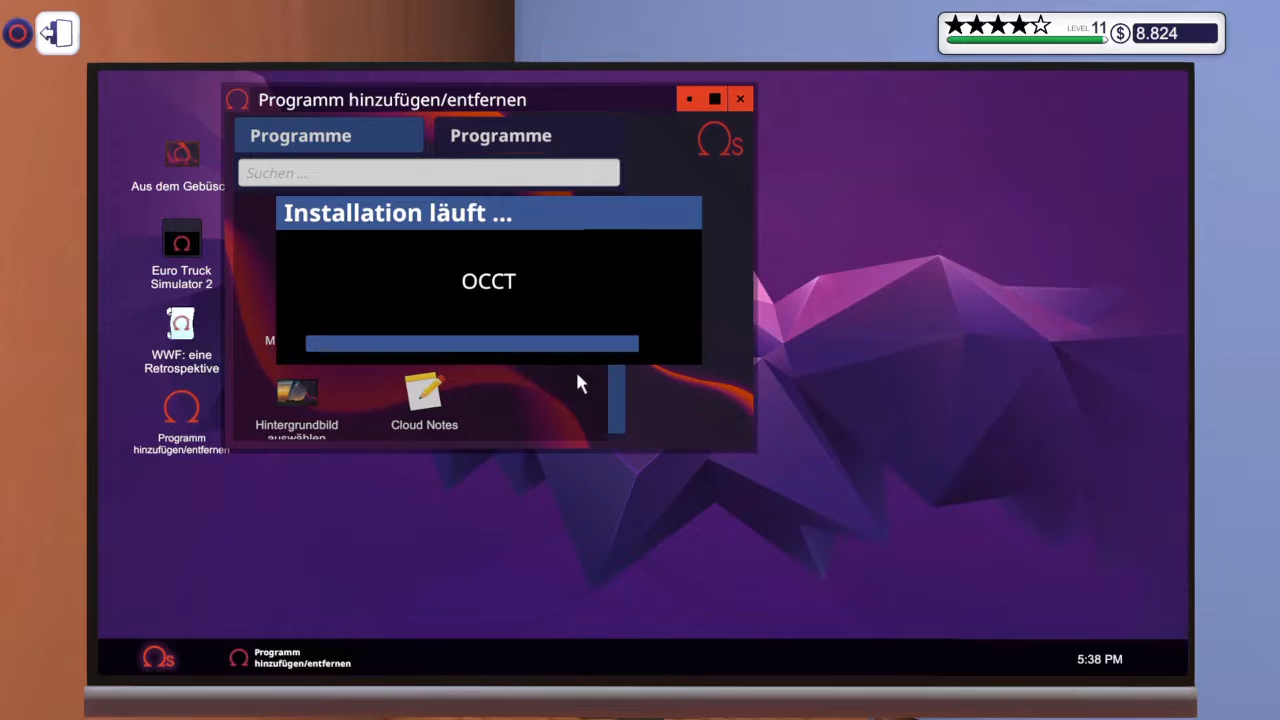 LEVEL 11
$ 8.824
Programm hinzufügen/entfernen
Programme
Programme
Suchen ...
Installation läuft ...
OCCT
M
Hintergrundbild
auswählen
Cloud Notes
Aus dem Gebüsc
Euro Truck
Simulator 2
WWF: eine
Retrospektive
Programm
hinzufügen/entfernen
Programm
hinzufügen/entfernen
5:38 PM